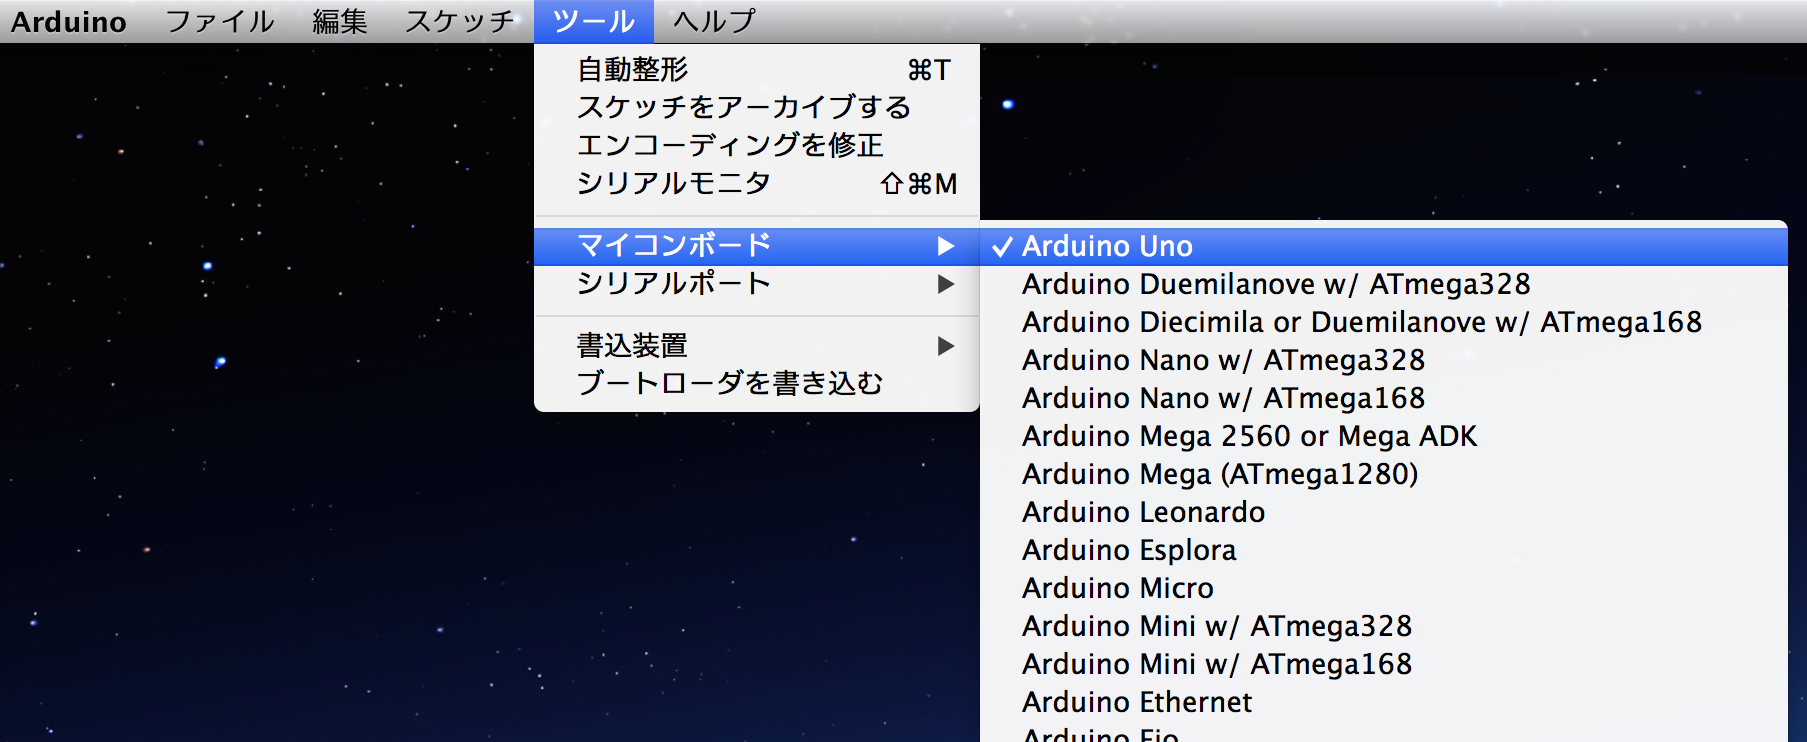 Arduino ファイル 編集 スケッチ ツール ヘルプ
自動整形 ⌘T
スケッチをアーカイブする
エンコーディングを修正
シリアルモニタ ⇧⌘M
マイコンボード ▶
シリアルポート ▶
書込装置 ▶
ブートローダを書き込む
✓ Arduino Uno
Arduino Duemilanove w/ ATmega328
Arduino Diecimila or Duemilanove w/ ATmega168
Arduino Nano w/ ATmega328
Arduino Nano w/ ATmega168
Arduino Mega 2560 or Mega ADK
Arduino Mega (ATmega1280)
Arduino Leonardo
Arduino Esplora
Arduino Micro
Arduino Mini w/ ATmega328
Arduino Mini w/ ATmega168
Arduino Ethernet
Arduino Fio